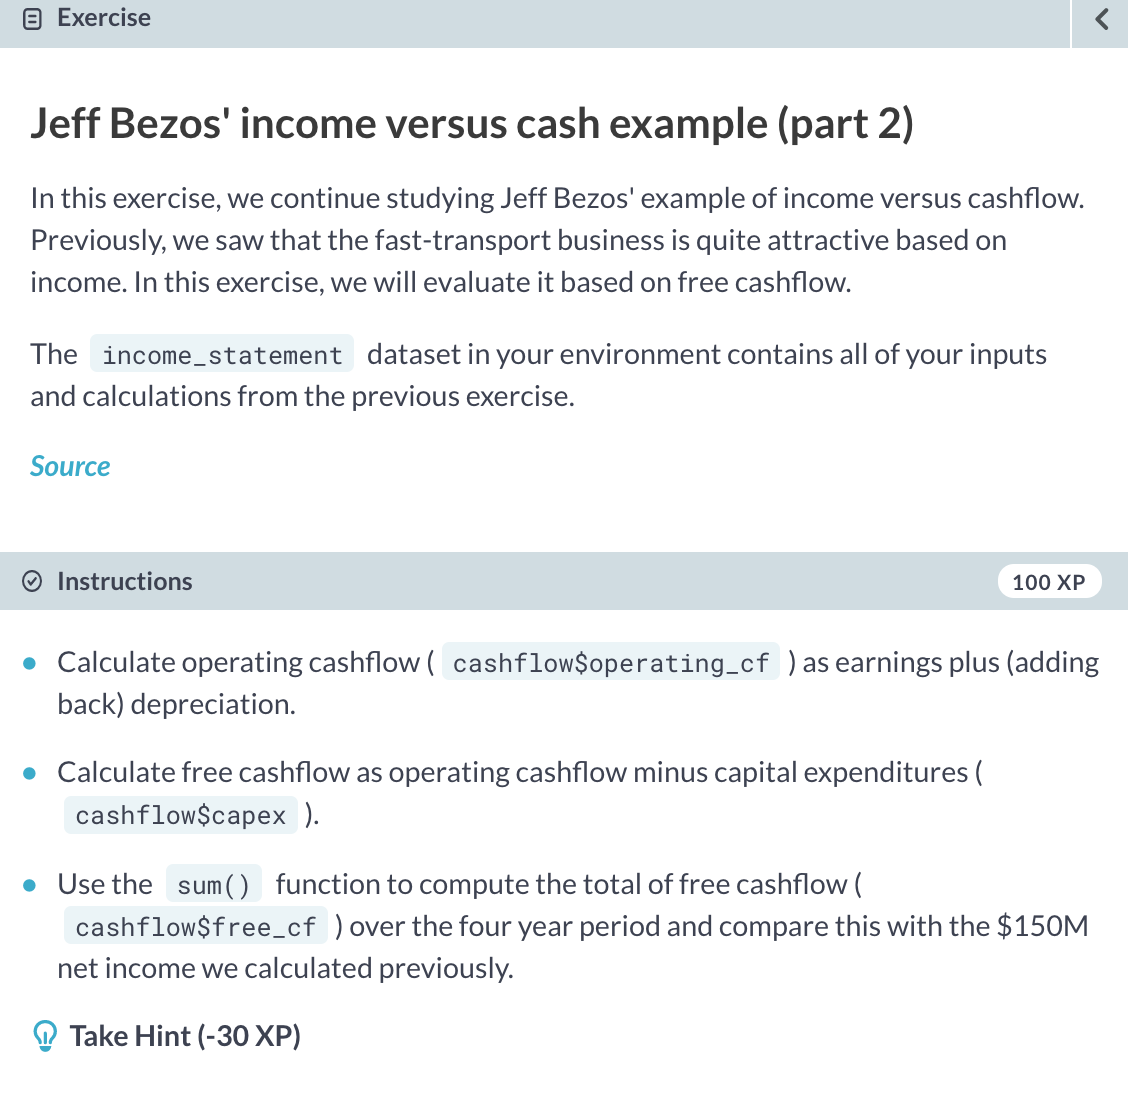 Exercise
Jeff Bezos' income versus cash example (part 2)
In this exercise, we continue studying Jeff Bezos' example of income versus cashflow.
Previously, we saw that the fast-transport business is quite attractive based on
income. In this exercise, we will evaluate it based on free cashflow.
The income_statement dataset in your environment contains all of your inputs
and calculations from the previous exercise.
Source
Instructions 100 XP
Calculate operating cashflow ( cashflow$operating_cf ) as earnings plus (adding
back) depreciation.
Calculate free cashflow as operating cashflow minus capital expenditures (
cashflow$capex ).
Use the sum() function to compute the total of free cashflow (
cashflow$free_cf ) over the four year period and compare this with the $150M
net income we calculated previously.
Take Hint (-30 XP)